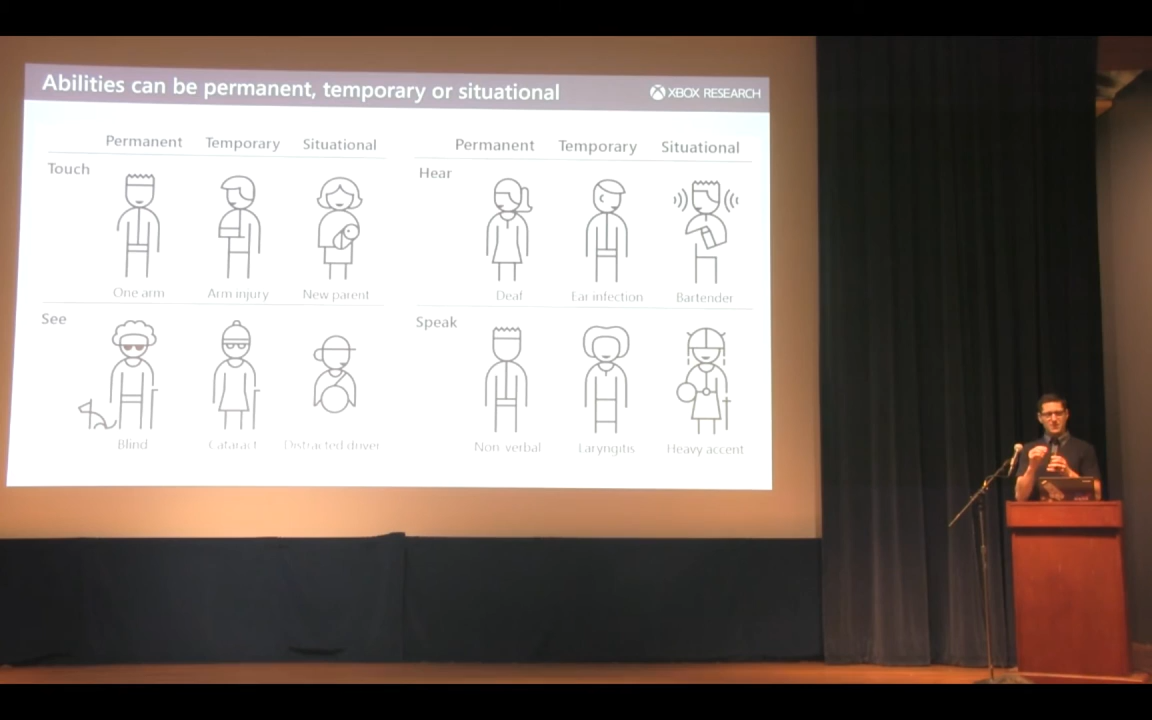 Abilities can be permanent, temporary or situational
XBOX RESEARCH
Permanent Temporary Situational
Touch
One arm Arm injury New parent
See
Blind Cataract Distracted driver
Permanent Temporary Situational
Hear
Deaf Ear infection Bartender
Speak
Non-verbal Laryngitis Heavy accent